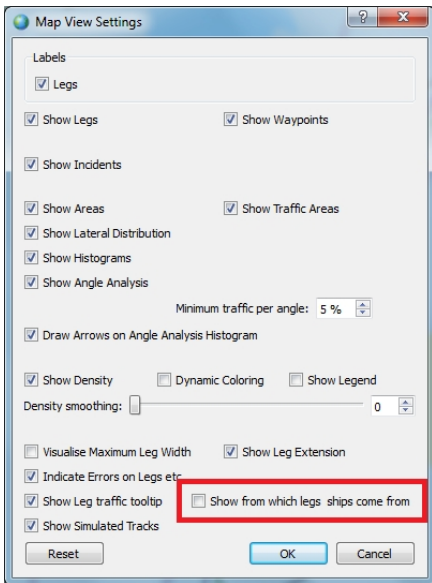 Map View Settings
Labels
Legs
Show Legs Show Waypoints
Show Incidents
Show Areas Show Traffic Areas
Show Lateral Distribution
Show Histograms
Show Angle Analysis
Minimum traffic per angle: 5 %
Draw Arrows on Angle Analysis Histogram
Show Density Dynamic Coloring Show Legend
Density smoothing: 0
Visualise Maximum Leg Width Show Leg Extension
Indicate Errors on Legs etc
Show Leg traffic tooltip Show from which legs ships come from
Show Simulated Tracks
Reset OK Cancel